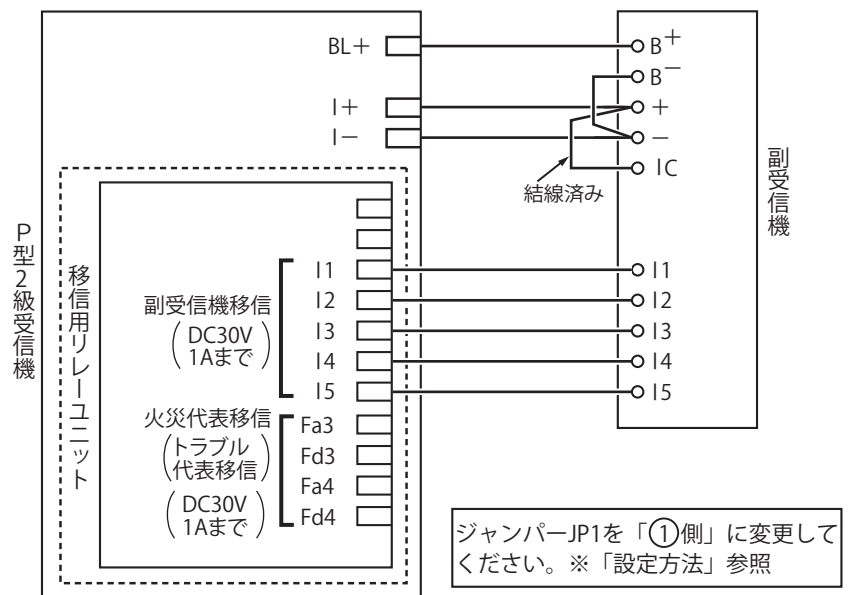 BL+
I+
I−
B+
B−
+
−
IC
結線済み
副受信機
P型2級受信機
移信用リレーユニット
副受信機移信
(DC30V
1Aまで)
I1
I2
I3
I4
I5
火災代表移信
(トラブル
代表移信)
(DC30V
1Aまで)
Fa3
Fd3
Fa4
Fd4
I1
I2
I3
I4
I5
ジャンパーJP1を「①側」に変更して
ください。※「設定方法」参照